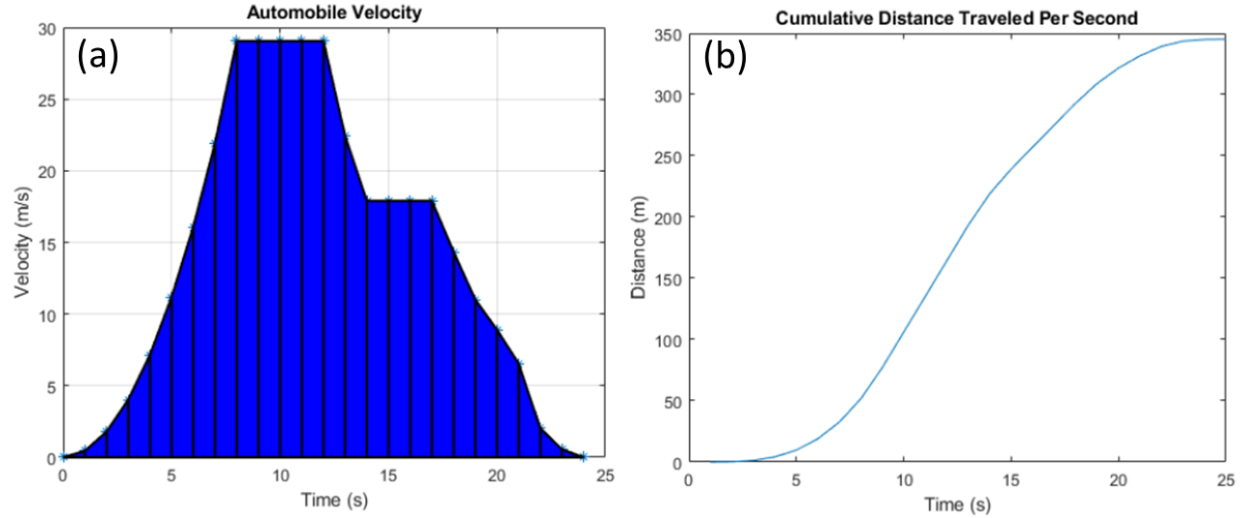 Automobile Velocity
(a)
30
25
20
15
10
5
0
Velocity (m/s)
0 5 10 15 20 25
Time (s)
Cumulative Distance Traveled Per Second
(b)
350
300
250
200
150
100
50
0
Distance (m)
0 5 10 15 20 25
Time (s)